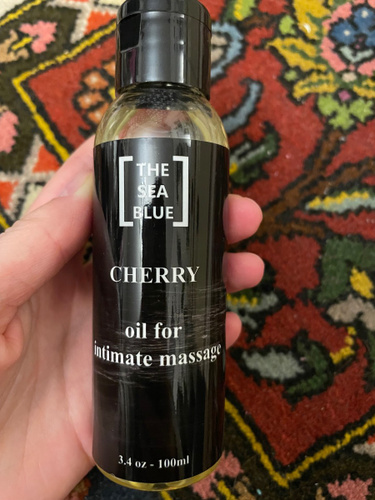 THE
SEA
BLUE
CHERRY
oil for
intimate massage
3.4 oz - 100ml